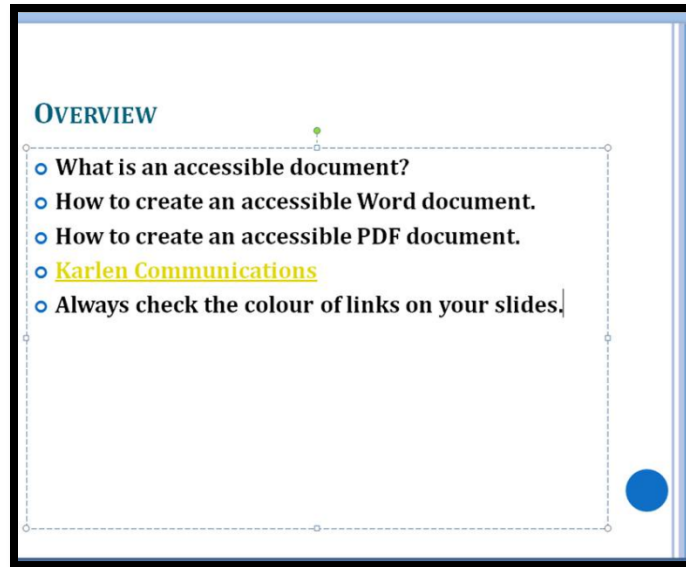 OVERVIEW
What is an accessible document?
How to create an accessible Word document.
How to create an accessible PDF document.
Karlen Communications
Always check the colour of links on your slides.